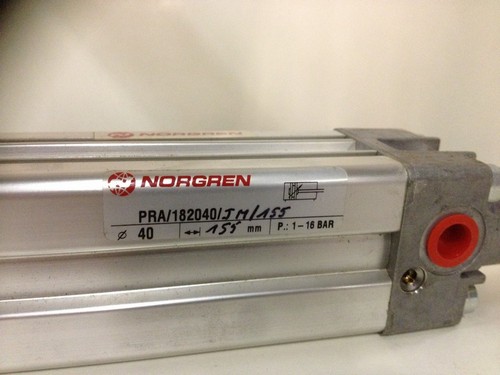 NORGREN
NORGREN
PRA/182040/JM/155
ø 40 155 mm P.: 1-16 BAR